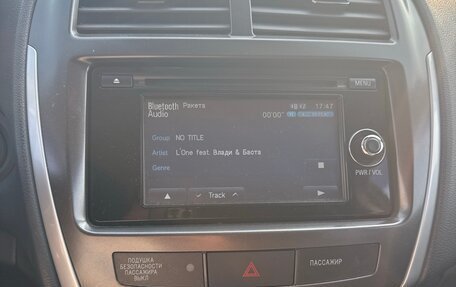 MENU
Bluetooth Audio
Ракета
17:47
00'00"
Group NO TITLE
Artist L'One feat Влади & Баста
Genre
Track
PWR / VOL
ПОДУШКА
БЕЗОПАСНОСТИ
ПАССАЖИРА
ВЫКЛ
ПАССАЖИР